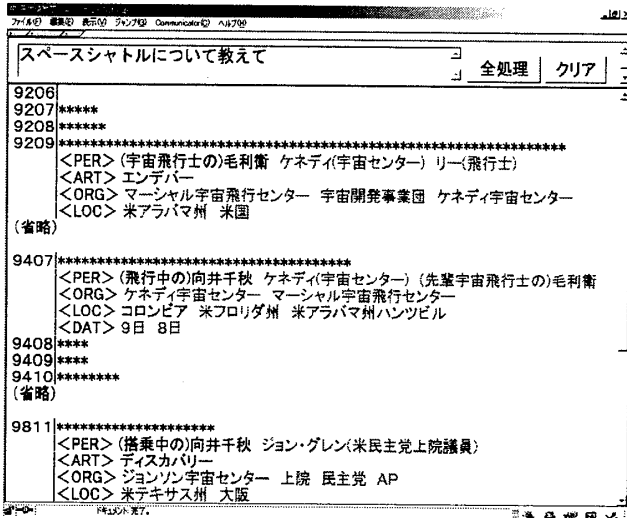 ファイル(F) 編集(E) 表示(V) ジャンプ(G) Communicator(C) ヘルプ(H)
スペースシャトルについて教えて
全処理 クリア
9206
9207 *****
9208 ******
9209 **********************************************************************
<PER> (宇宙飛行士の)毛利衛 ケネディ(宇宙センター) リー(飛行士)
<ART> エンデバー
<ORG> マーシャル宇宙飛行センター 宇宙開発事業団 ケネディ宇宙センター
<LOC> 米アラバマ州 米国
(省略)
9407 ****************************************
<PER> (飛行中の)向井千秋 ケネディ(宇宙センター) (先輩宇宙飛行士の)毛利衛
<ORG> ケネディ宇宙センター マーシャル宇宙飛行センター
<LOC> コロンビア 米フロリダ州 米アラバマ州ハンツビル
<DAT> 9日 8日
9408 ****
9409 ****
9410 ********
(省略)
9811 ********************
<PER> (搭乗中の)向井千秋 ジョン・グレン(米民主党上院議員)
<ART> ディスカバリー
<ORG> ジョンソン宇宙センター 上院 民主党 AP
<LOC> 米テキサス州 大阪
ドキュメント完了。